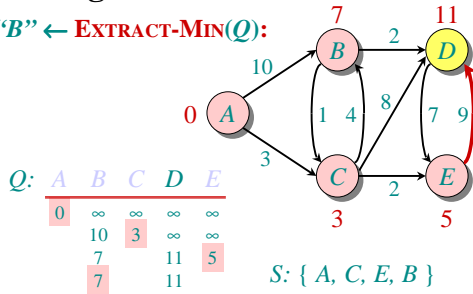 "B" ← EXTRACT-MIN(Q):
7
11
B
2
D
10
0
A
1
4
8
7
9
3
C
2
E
3
5
Q: A B C D E
0 ∞ ∞ ∞ ∞
10 3 ∞ ∞
7 11 5
7 11
S: { A, C, E, B }